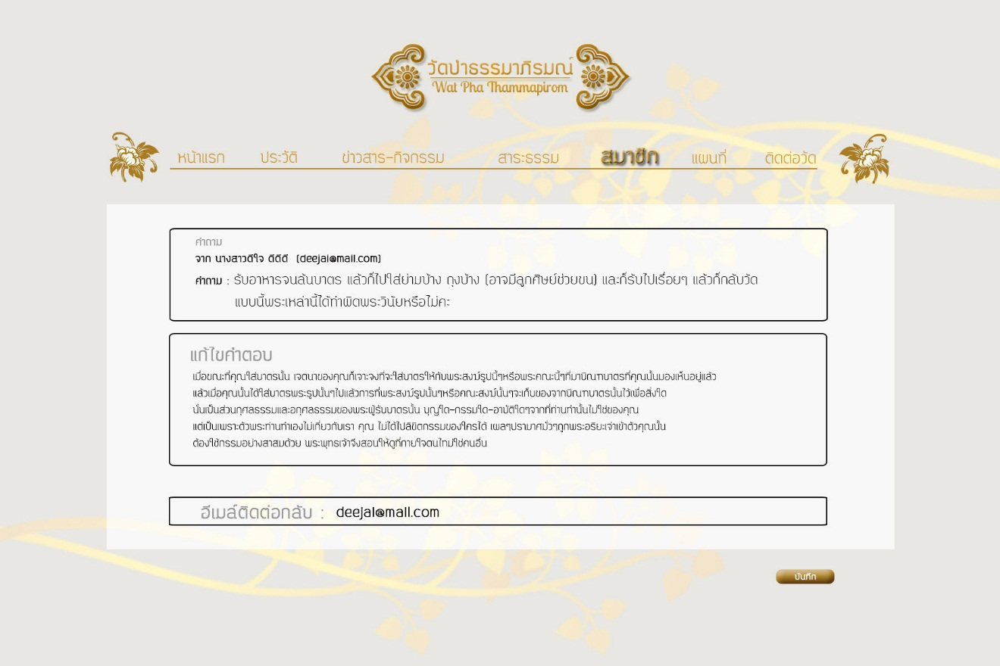 วัดป่าธรรมาภิรมณ์
Wat Pha Thammapirom
หน้าแรก ประวัติ ข่าวสาร-กิจกรรม สาระธรรม สมาชิก แผนที่ ติดต่อวัด
คำถาม
จาก นางสาวดีใจ ดีดีดี (deejai@mail.com)
คำถาม : รับอาหารจนล้นบาตร แล้วก็ไปใส่ย่ามบ้าง ถุงบ้าง (อาจมีลูกศิษย์ช่วยขน) และก็รับไปเรื่อยๆ แล้วก็กลับวัด
แบบนี้พระเหล่านี้ได้ทำผิดพระวินัยหรือไม่คะ
แก้ไขคำตอบ
เมื่อขณะที่คุณใส่บาตรนั้น เจตนาของคุณก็เจาะจงที่จะใส่บาตรให้กับพระสงฆ์รูปนี้ๆหรือพระคณะนี้ๆที่มาบิณฑบาตรที่คุณนั้นมองเห็นอยู่แล้ว
แล้วเมื่อคุณนั้นได้ใส่บาตรพระรูปนั้นๆไปแล้วการที่พระสงฆ์รูปนั้นๆหรือคณะสงฆ์นั้นๆจะเก็บของจากบิณฑบาตรนั้นไว้เพื่อสิ่งใด
นั่นเป็นส่วนกุศลธรรมและอกุศลธรรมของพระผู้รับบาตรนั้น บุญใด-กรรมใด-อาบัติใดๆจากที่ท่านทำนั้นไม่ใช่ของคุณ
แต่เป็นเพราะตัวพระท่านทำเองไม่เกี่ยวกับเรา คุณ ไม่ได้ไปลิขิตกรรมของใครได้ เผลๆปรามาศมั่วๆถูกพระอริยะเจ่าเข้าตัวคุณนั้น
ต้องใช้กรรมอย่างสาสมด้วย พระพุทธเจ้าจึงสอนให้ดูที่กายใจตนไกม่ใช่คนอื่น
อีเมล์ติดต่อกลับ : deejai@mail.com
บันทึก